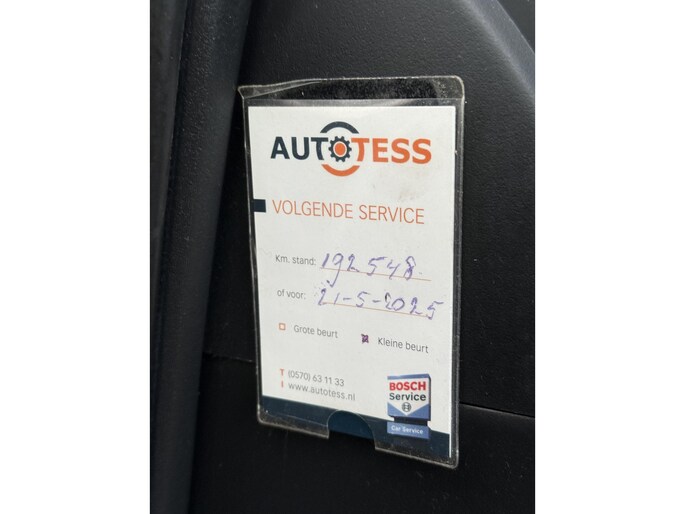 AUTOTESS
VOLGENDE SERVICE
Km. stand: 192548
of voor: 21-5-2025
Grote beurt Kleine beurt
T (0570) 63 11 33
I www.autotess.nl
BOSCH
Service
Car Service